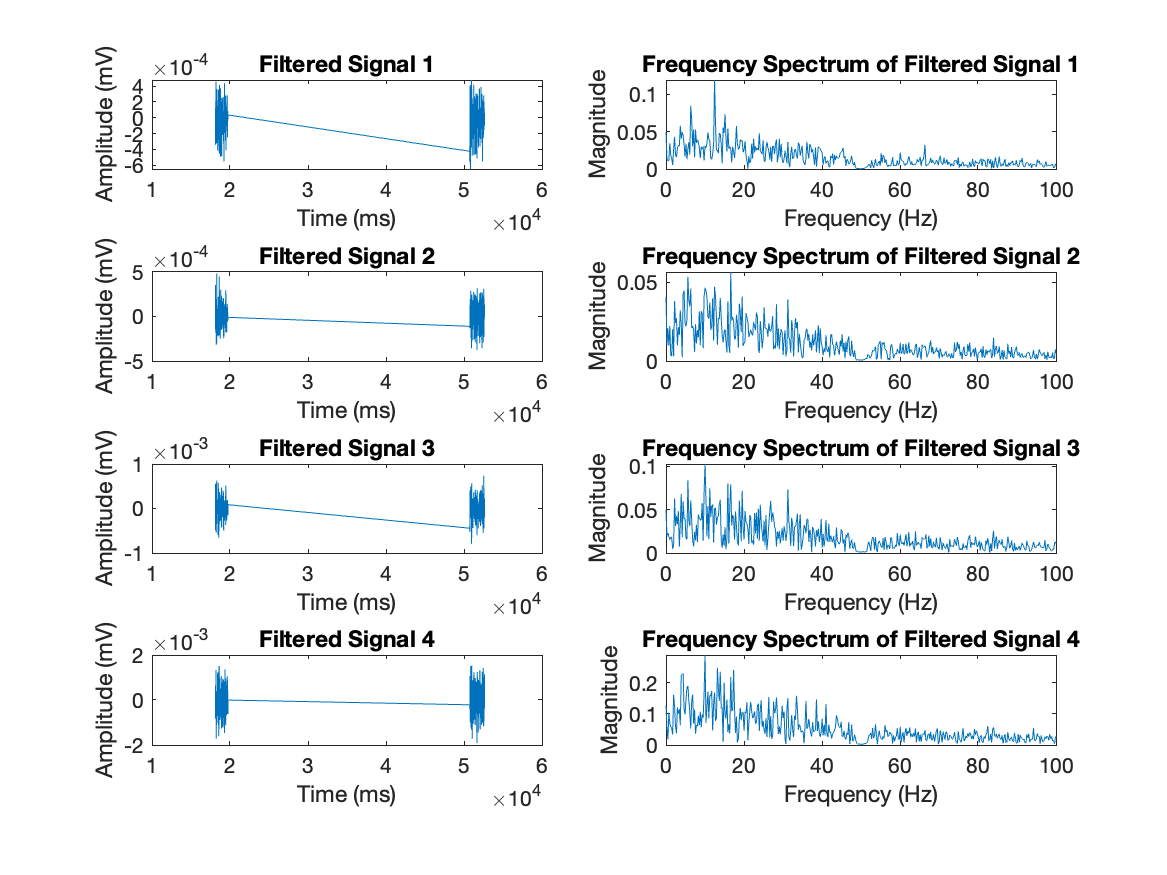 Filtered Signal 1
×10-4
Amplitude (mV)
4
2
0
-2
-4
-6
1 2 3 4 5 6
Time (ms)
×104
Frequency Spectrum of Filtered Signal 1
Magnitude
0.1
0.05
0
0 20 40 60 80 100
Frequency (Hz)
Filtered Signal 2
×10-4
Amplitude (mV)
5
0
-5
1 2 3 4 5 6
Time (ms)
×104
Frequency Spectrum of Filtered Signal 2
Magnitude
0.05
0
0 20 40 60 80 100
Frequency (Hz)
Filtered Signal 3
×10-3
Amplitude (mV)
1
0
-1
1 2 3 4 5 6
Time (ms)
×104
Frequency Spectrum of Filtered Signal 3
Magnitude
0.1
0.05
0
0 20 40 60 80 100
Frequency (Hz)
Filtered Signal 4
×10-3
Amplitude (mV)
2
0
-2
1 2 3 4 5 6
Time (ms)
×104
Frequency Spectrum of Filtered Signal 4
Magnitude
0.2
0.1
0
0 20 40 60 80 100
Frequency (Hz)